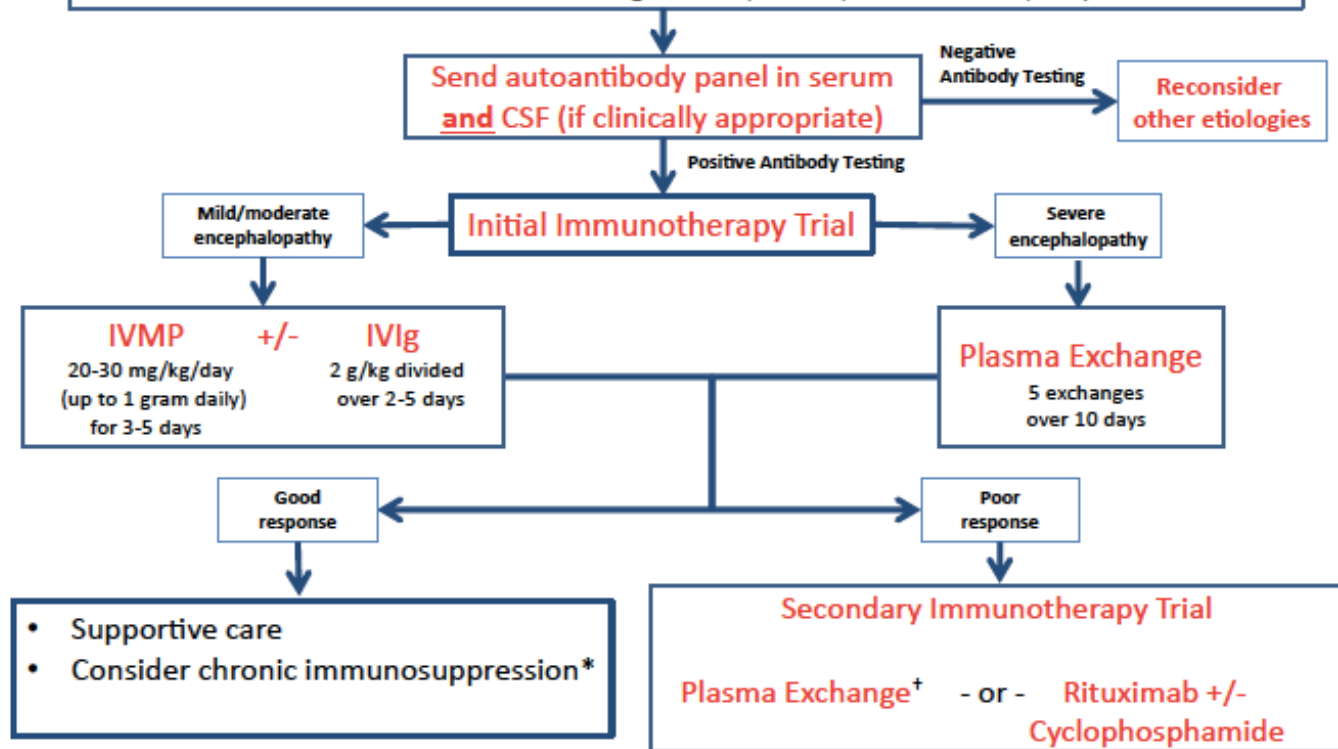 Send autoantibody panel in serum
and CSF (if clinically appropriate)
Negative
Antibody Testing
Reconsider
other etiologies
Positive Antibody Testing
Mild/moderate
encephalopathy
Initial Immunotherapy Trial
Severe
encephalopathy
IVMP +/- IVIg
20-30 mg/kg/day
(up to 1 gram daily)
for 3-5 days
2 g/kg divided
over 2-5 days
Plasma Exchange
5 exchanges
over 10 days
Good
response
Poor
response
• Supportive care
• Consider chronic immunosuppression*
Secondary Immunotherapy Trial
Plasma Exchange† - or - Rituximab +/-
Cyclophosphamide